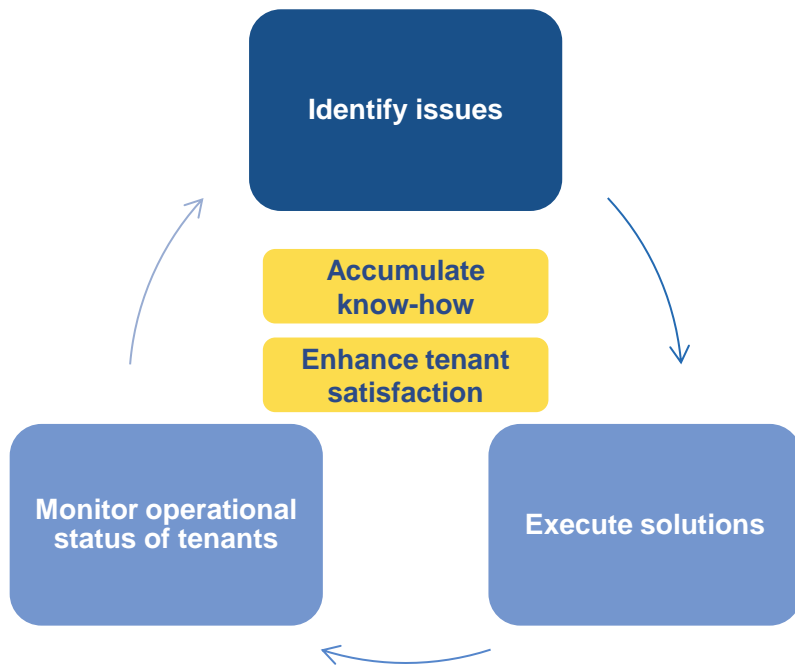 Identify issues
Accumulate
know-how
Enhance tenant
satisfaction
Monitor operational
status of tenants
Execute solutions